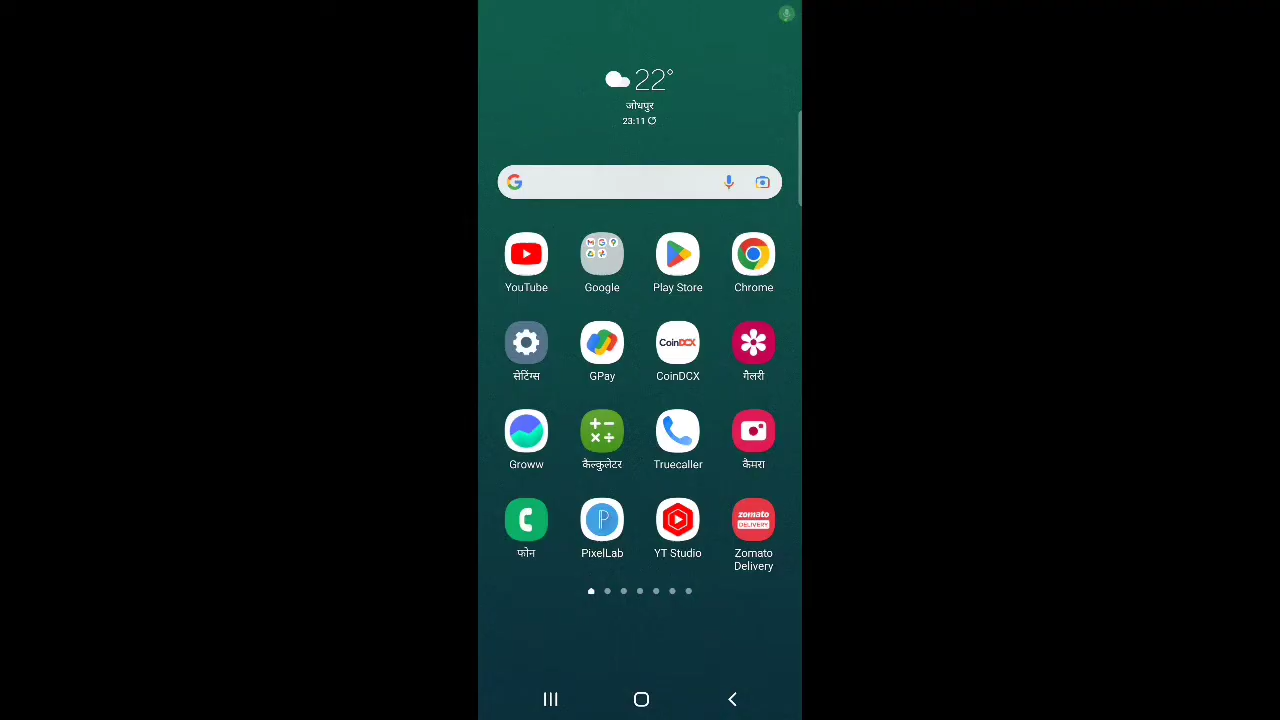 22°
जोधपुर
23:11
YouTube
Google
Play Store
Chrome
CoinDCX
सेटिंग्स
GPay
CoinDCX
गैलरी
Groww
कैल्कुलेटर
Truecaller
कैमरा
zomato
DELIVERY
फोन
PixelLab
YT Studio
Zomato
Delivery